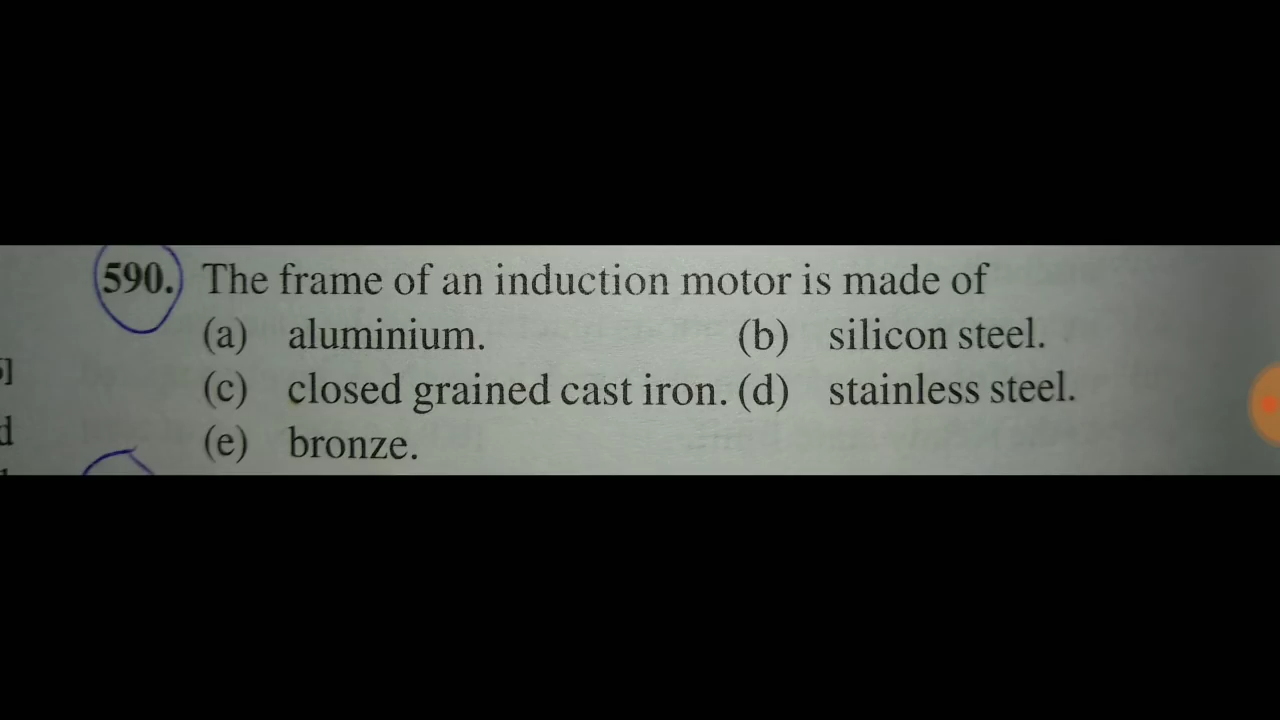 590. The frame of an induction motor is made of
(a) aluminium. (b) silicon steel.
(c) closed grained cast iron. (d) stainless steel.
(e) bronze.